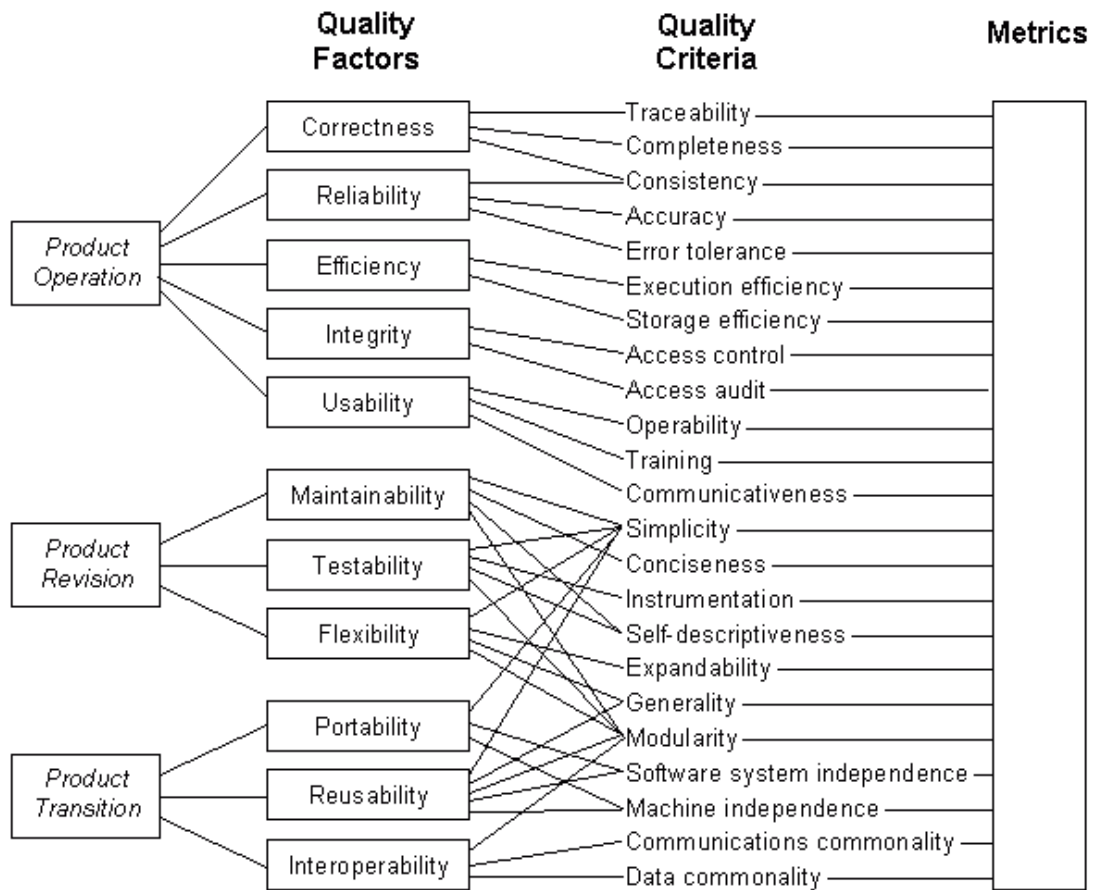 Quality
Factors
Quality
Criteria
Metrics
Product
Operation
Product
Revision
Product
Transition
Correctness
Reliability
Efficiency
Integrity
Usability
Maintainability
Testability
Flexibility
Portability
Reusability
Interoperability
Traceability
Completeness
Consistency
Accuracy
Error tolerance
Execution efficiency
Storage efficiency
Access control
Access audit
Operability
Training
Communicativeness
Simplicity
Conciseness
Instrumentation
Self-descriptiveness
Expandability
Generality
Modularity
Software system independence
Machine independence
Communications commonality
Data commonality